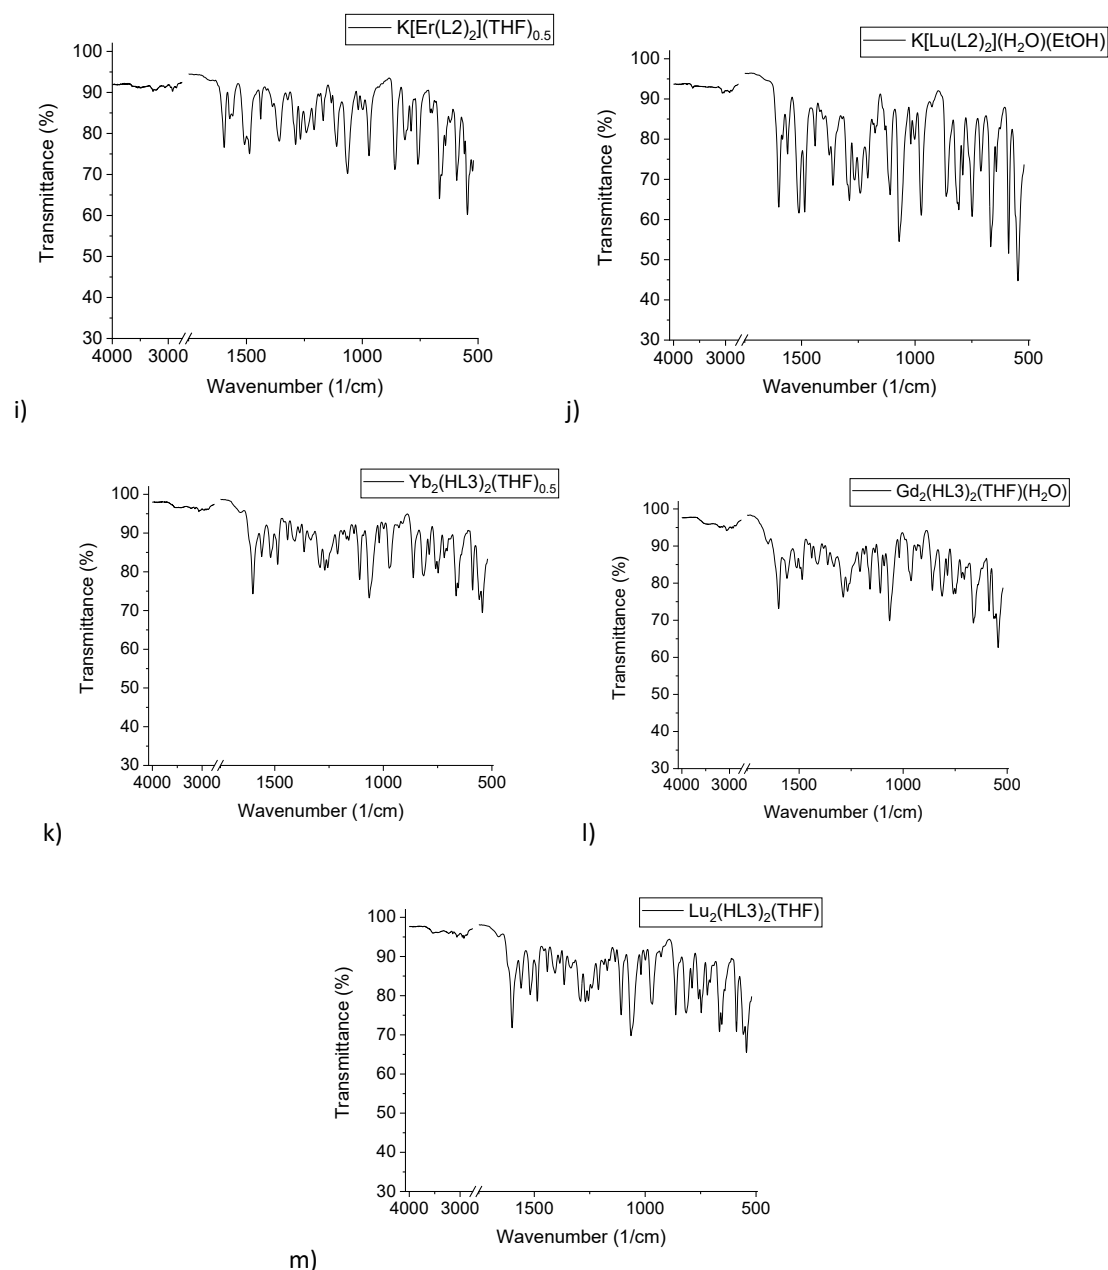 K[Er(L2)₂](THF)₀.₅
100
90
80
70
60
50
40
30
Transmittance (%)
4000 3000 1500 1000 500
Wavenumber (1/cm)
i)
K[Lu(L2)₂](H₂O)(EtOH)
100
90
80
70
60
50
40
30
Transmittance (%)
4000 3000 1500 1000 500
Wavenumber (1/cm)
j)
Yb₂(HL3)₂(THF)₀.₅
100
90
80
70
60
50
40
30
Transmittance (%)
4000 3000 1500 1000 500
Wavenumber (1/cm)
k)
Gd₂(HL3)₂(THF)(H₂O)
100
90
80
70
60
50
40
30
Transmittance (%)
4000 3000 1500 1000 500
Wavenumber (1/cm)
l)
Lu₂(HL3)₂(THF)
100
90
80
70
60
50
40
30
Transmittance (%)
4000 3000 1500 1000 500
Wavenumber (1/cm)
m)